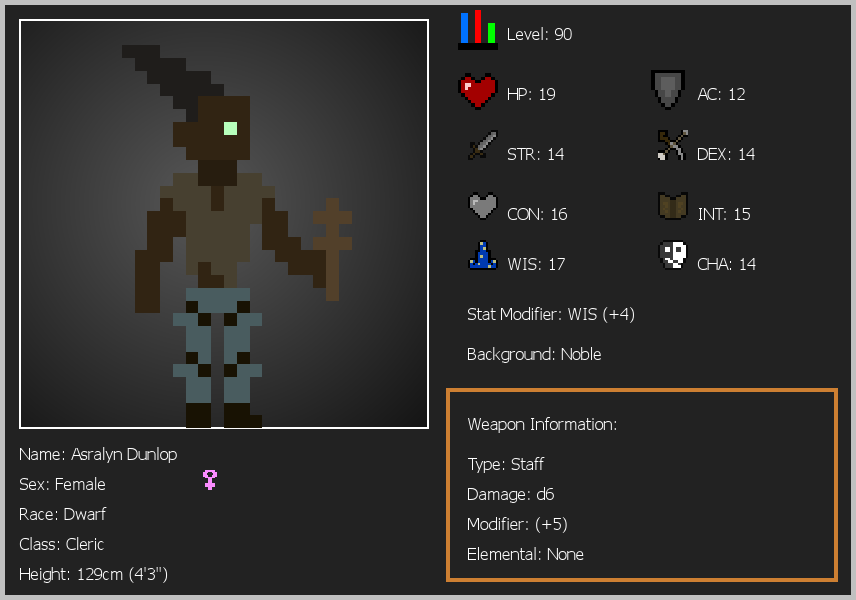 Level: 90
HP: 19
AC: 12
STR: 14
DEX: 14
CON: 16
INT: 15
WIS: 17
CHA: 14
Stat Modifier: WIS (+4)
Background: Noble
Weapon Information:
Type: Staff
Damage: d6
Modifier: (+5)
Elemental: None
Name: Asralyn Dunlop
Sex: Female
Race: Dwarf
Class: Cleric
Height: 129cm (4'3")